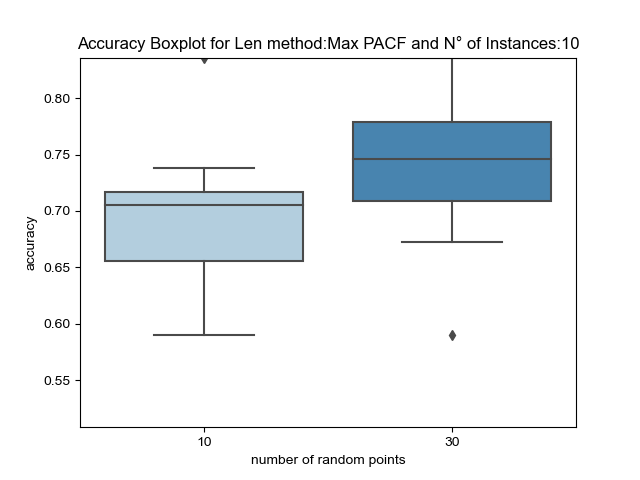 Accuracy Boxplot for Len method:Max PACF and N° of Instances:10
0.80
0.75
0.70
0.65
0.60
0.55
accuracy
10 30
number of random points